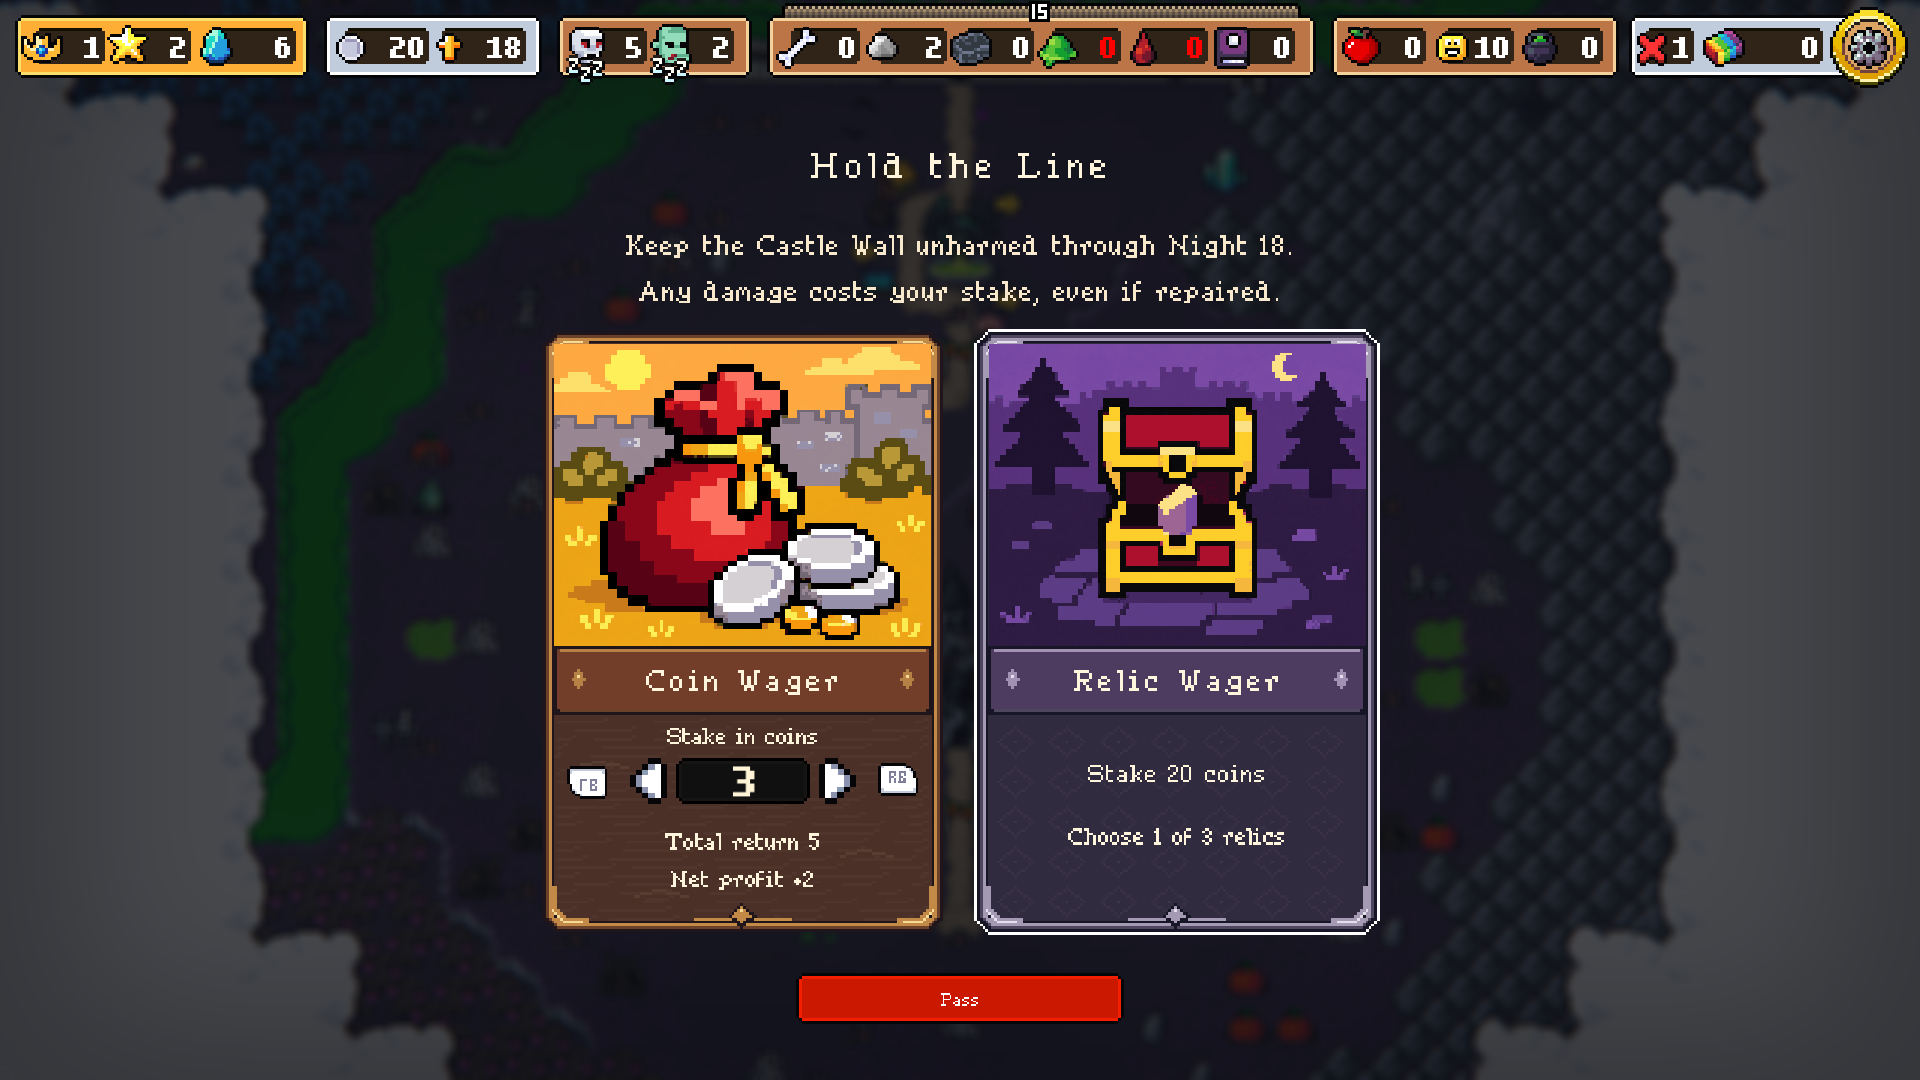 15
1 2 6 20 18 5 2 0 2 0 0 0 0 0 10 0 1 0
Hold the Line
Keep the Castle Wall unharmed through Night 18.
Any damage costs your stake, even if repaired.
Coin Wager
Stake in coins
LB 3 RB
Total return 5
Net profit +2
Relic Wager
Stake 20 coins
Choose 1 of 3 relics
Pass